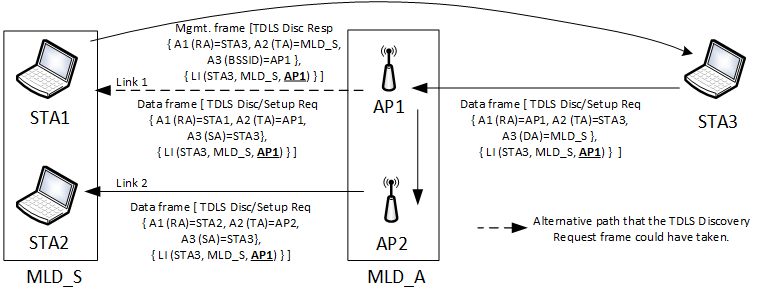 Mgmt. frame [TDLS Disc Resp
{ A1 (RA)=STA3, A2 (TA)=MLD_S,
A3 (BSSID)=AP1 },
{ LI (STA3, MLD_S, AP1) } ]
Link 1
STA1
AP1
STA3
Data frame [ TDLS Disc/Setup Req
{ A1 (RA)=STA1, A2 (TA)=AP1,
A3 (SA)=STA3},
{ LI (STA3, MLD_S, AP1) } ]
Data frame [ TDLS Disc/Setup Req
{ A1 (RA)=AP1, A2 (TA)=STA3,
A3 (DA)=MLD_S },
{ LI (STA3, MLD_S, AP1) } ]
Link 2
STA2
AP2
Data frame [ TDLS Disc/Setup Req
{ A1 (RA)=STA2, A2 (TA)=AP2,
A3 (SA)=STA3},
{ LI (STA3, MLD_S, AP1) } ]
Alternative path that the TDLS Discovery
Request frame could have taken.
MLD_S
MLD_A